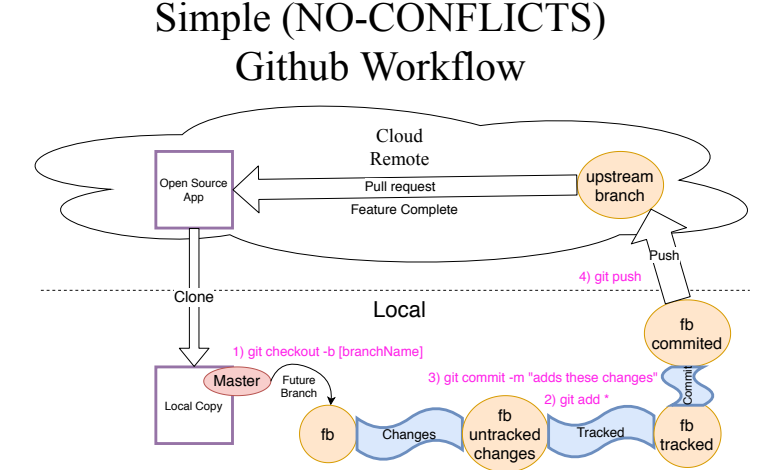 Simple (NO-CONFLICTS)
Github Workflow
Cloud
Remote
Open Source
App
Pull request
Feature Complete
upstream
branch
Push
4) git push
Clone
Local
fb
commited
1) git checkout -b [branchName]
Master
Future
Branch
Local Copy
3) git commit -m "adds these changes"
Commit
2) git add *
fb
Changes
fb
untracked
changes
Tracked
fb
tracked